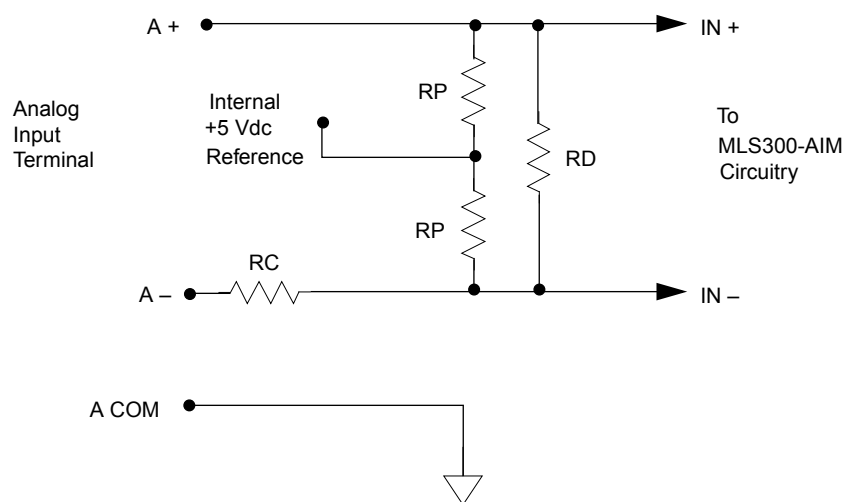 A +
IN +
Analog
Input
Terminal
Internal
+5 Vdc
Reference
RP
RD
To
MLS300-AIM
Circuitry
RP
RC
A –
IN –
A COM